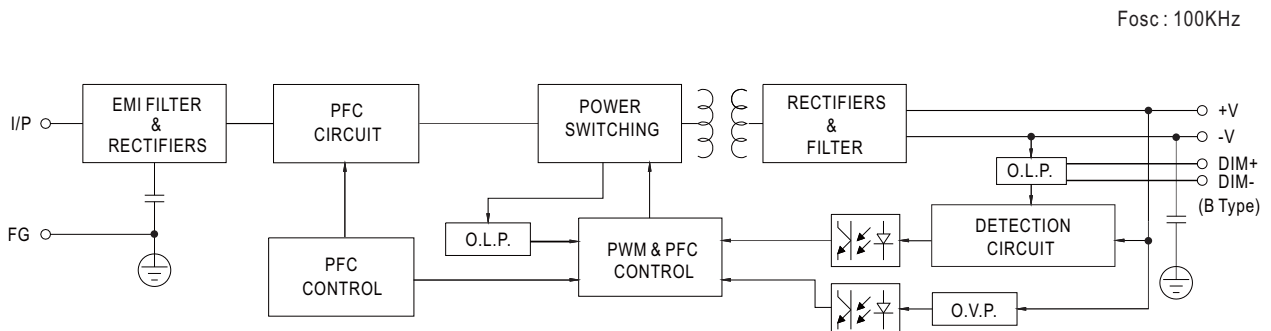 Fosc : 100KHz
I/P
EMI FILTER
&
RECTIFIERS
PFC
CIRCUIT
POWER
SWITCHING
RECTIFIERS
&
FILTER
+V
-V
O.L.P.
DIM+
DIM-
(B Type)
FG
O.L.P.
PFC
CONTROL
PWM & PFC
CONTROL
DETECTION
CIRCUIT
O.V.P.